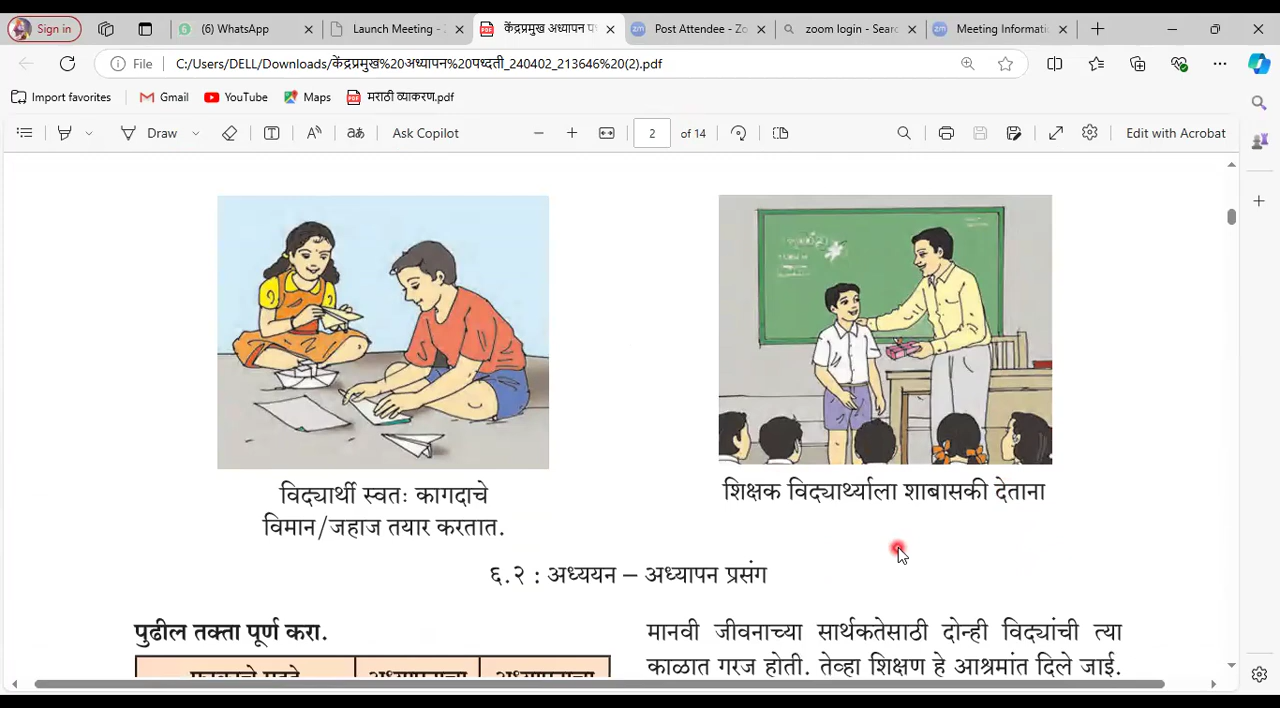 Sign in
(6) WhatsApp
Launch Meeting - Z
केंद्रप्रमुख अध्यापन प
Post Attendee - Zo
zoom login - Searc
Meeting Informati
File
C:/Users/DELL/Downloads/केंद्रप्रमुख%20अध्यापन%20पध्दती_240402_213646%20(2).pdf
Import favorites
Gmail
YouTube
Maps
मराठी व्याकरण.pdf
Draw
Ask Copilot
2
of 14
Edit with Acrobat
विद्यार्थी स्वतः कागदाचे
विमान/जहाज तयार करतात.
शिक्षक विद्यार्थ्याला शाबासकी देताना
६.२ : अध्ययन – अध्यापन प्रसंग
पुढील तक्ता पूर्ण करा.
मानवी जीवनाच्या सार्थकतेसाठी दोन्ही विद्यांची त्या
काळात गरज होती. तेव्हा शिक्षण हे आश्रमांत दिले जाई.